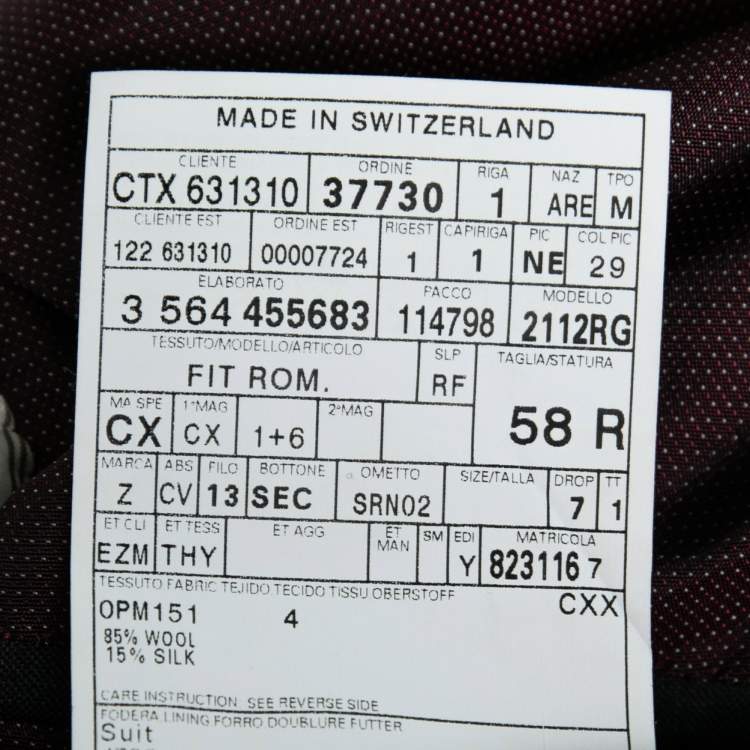 MADE IN SWITZERLAND
CLIENTE ORDINE RIGA NAZ TPO
CTX 631310 37730 1 ARE M
CLIENTE EST ORDINE EST RIGEST CAPIRIGA PIC COL PIC
122 631310 00007724 1 1 NE 29
ELABORATO PACCO MODELLO
3 564 455683 114798 2112RG
TESSUTO/MODELLO/ARTICOLO SLP TAGLIA/STATURA
FIT ROM. RF 58 R
MA SPE 1ªMAG 2ªMAG
CX CX 1+6
MARCA ABS FILO BOTTONE OMETTO SIZE/TALLA DROP TT
Z CV 13 SEC SRN02 7 1
ET CLI ET TESS ET AGG ET MAN SM EDI MATRICOLA
EZM THY Y 823116 7
TESSUTO FABRIC TEJIDO TECIDO TISSU OBERSTOFF CXX
OPM151 4
85% WOOL
15% SILK
CARE INSTRUCTION SEE REVERSE SIDE
FODERA LINING FORRO DOUBLURE FUTTER
Suit